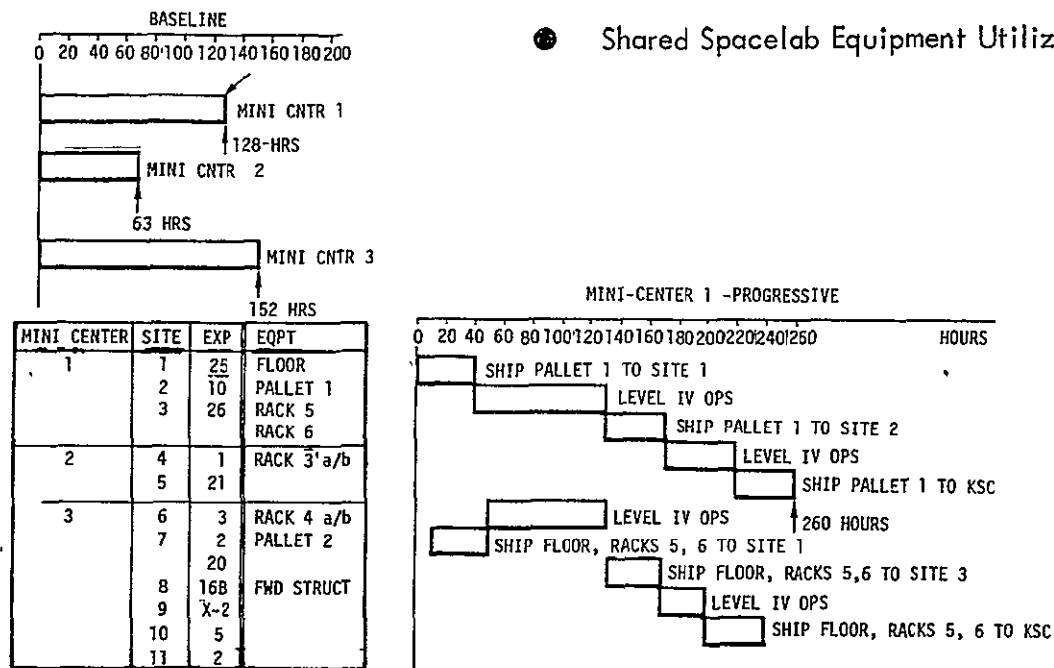 BASELINE
0 20 40 60 80 100 120 140 160 180 200
● Shared Spacelab Equipment Utiliz
MINI CNTR 1
128-HRS
MINI CNTR 2
63 HRS
MINI CNTR 3
152 HRS
MINI CENTER SITE EXP EQPT
1 1 25 FLOOR
2 10 PALLET 1
3 26 RACK 5
RACK 6
2 4 1 RACK 3 a/b
5 21
3 6 3 RACK 4 a/b
7 2 PALLET 2
20
8 16B FWD STRUCT
9 X-2
10 5
11 2
MINI-CENTER 1 -PROGRESSIVE
0 20 40 60 80 100 120 140 160 180 200 220 240 260 HOURS
SHIP PALLET 1 TO SITE 1
LEVEL IV OPS
SHIP PALLET 1 TO SITE 2
LEVEL IV OPS
SHIP PALLET 1 TO KSC
260 HOURS
LEVEL IV OPS
SHIP FLOOR, RACKS 5, 6 TO SITE 1
SHIP FLOOR, RACKS 5,6 TO SITE 3
LEVEL IV OPS
SHIP FLOOR, RACKS 5, 6 TO KSC